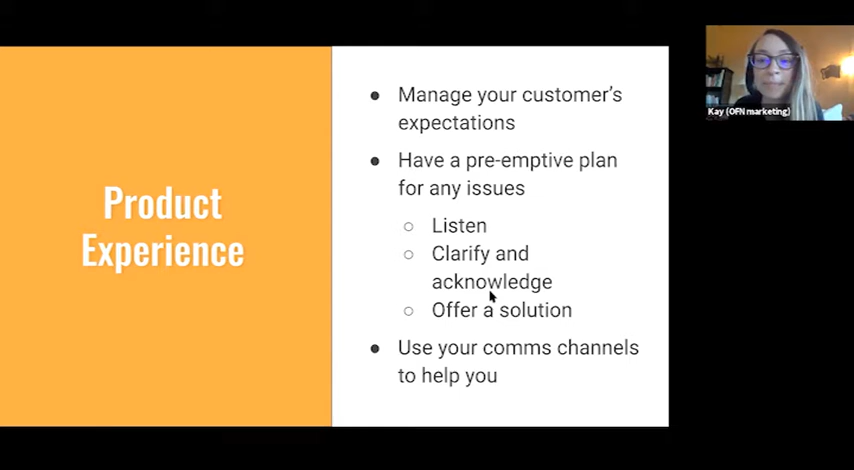 Product
Experience
● Manage your customer's
expectations
● Have a pre-emptive plan
for any issues
○ Listen
○ Clarify and
acknowledge
○ Offer a solution
● Use your comms channels
to help you
Kay (OFN marketing)